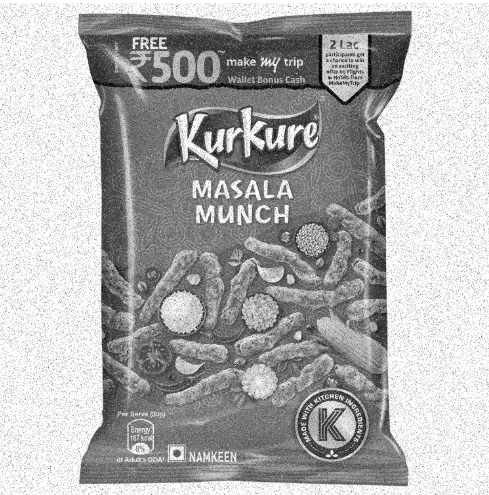 FREE
₹500
make my trip
Wallet Bonus Cash
2 Lac
participants get
a chance to win
an exciting
offer on flights
& Hotels from
MakeMyTrip
KurKure
MASALA
MUNCH
MADE WITH KITCHEN INGREDIENTS
K
Per Serve (30g)
Energy
167 kcal
of Adult's GDA*
NAMKEEN